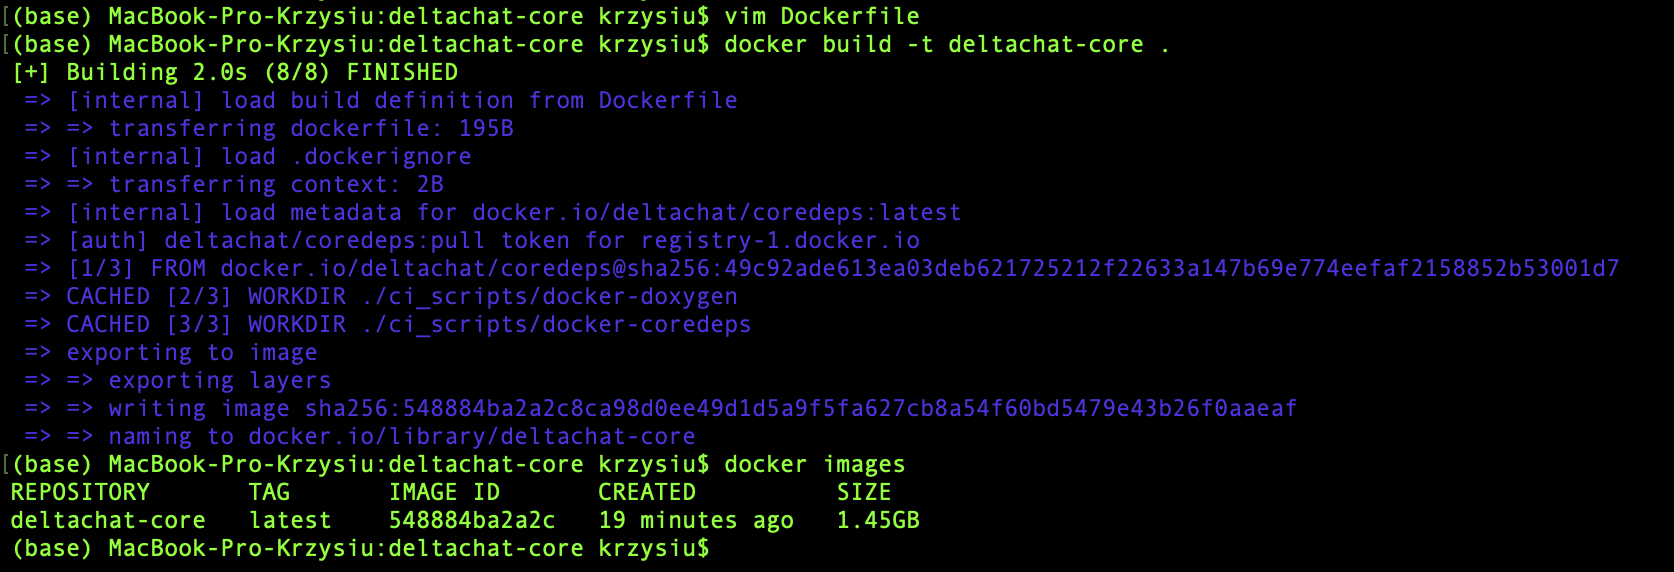 [(base) MacBook-Pro-Krzysiu:deltachat-core krzysiu$ vim Dockerfile
[(base) MacBook-Pro-Krzysiu:deltachat-core krzysiu$ docker build -t deltachat-core .
[+] Building 2.0s (8/8) FINISHED
=> [internal] load build definition from Dockerfile
=> => transferring dockerfile: 195B
=> [internal] load .dockerignore
=> => transferring context: 2B
=> [internal] load metadata for docker.io/deltachat/coredeps:latest
=> [auth] deltachat/coredeps:pull token for registry-1.docker.io
=> [1/3] FROM docker.io/deltachat/coredeps@sha256:49c92ade613ea03deb621725212f22633a147b69e774eefaf2158852b53001d7
=> CACHED [2/3] WORKDIR ./ci_scripts/docker-doxygen
=> CACHED [3/3] WORKDIR ./ci_scripts/docker-coredeps
=> exporting to image
=> => exporting layers
=> => writing image sha256:548884ba2a2c8ca98d0ee49d1d5a9f5fa627cb8a54f60bd5479e43b26f0aaeaf
=> => naming to docker.io/library/deltachat-core
[(base) MacBook-Pro-Krzysiu:deltachat-core krzysiu$ docker images
REPOSITORY TAG IMAGE ID CREATED SIZE
deltachat-core latest 548884ba2a2c 19 minutes ago 1.45GB
(base) MacBook-Pro-Krzysiu:deltachat-core krzysiu$